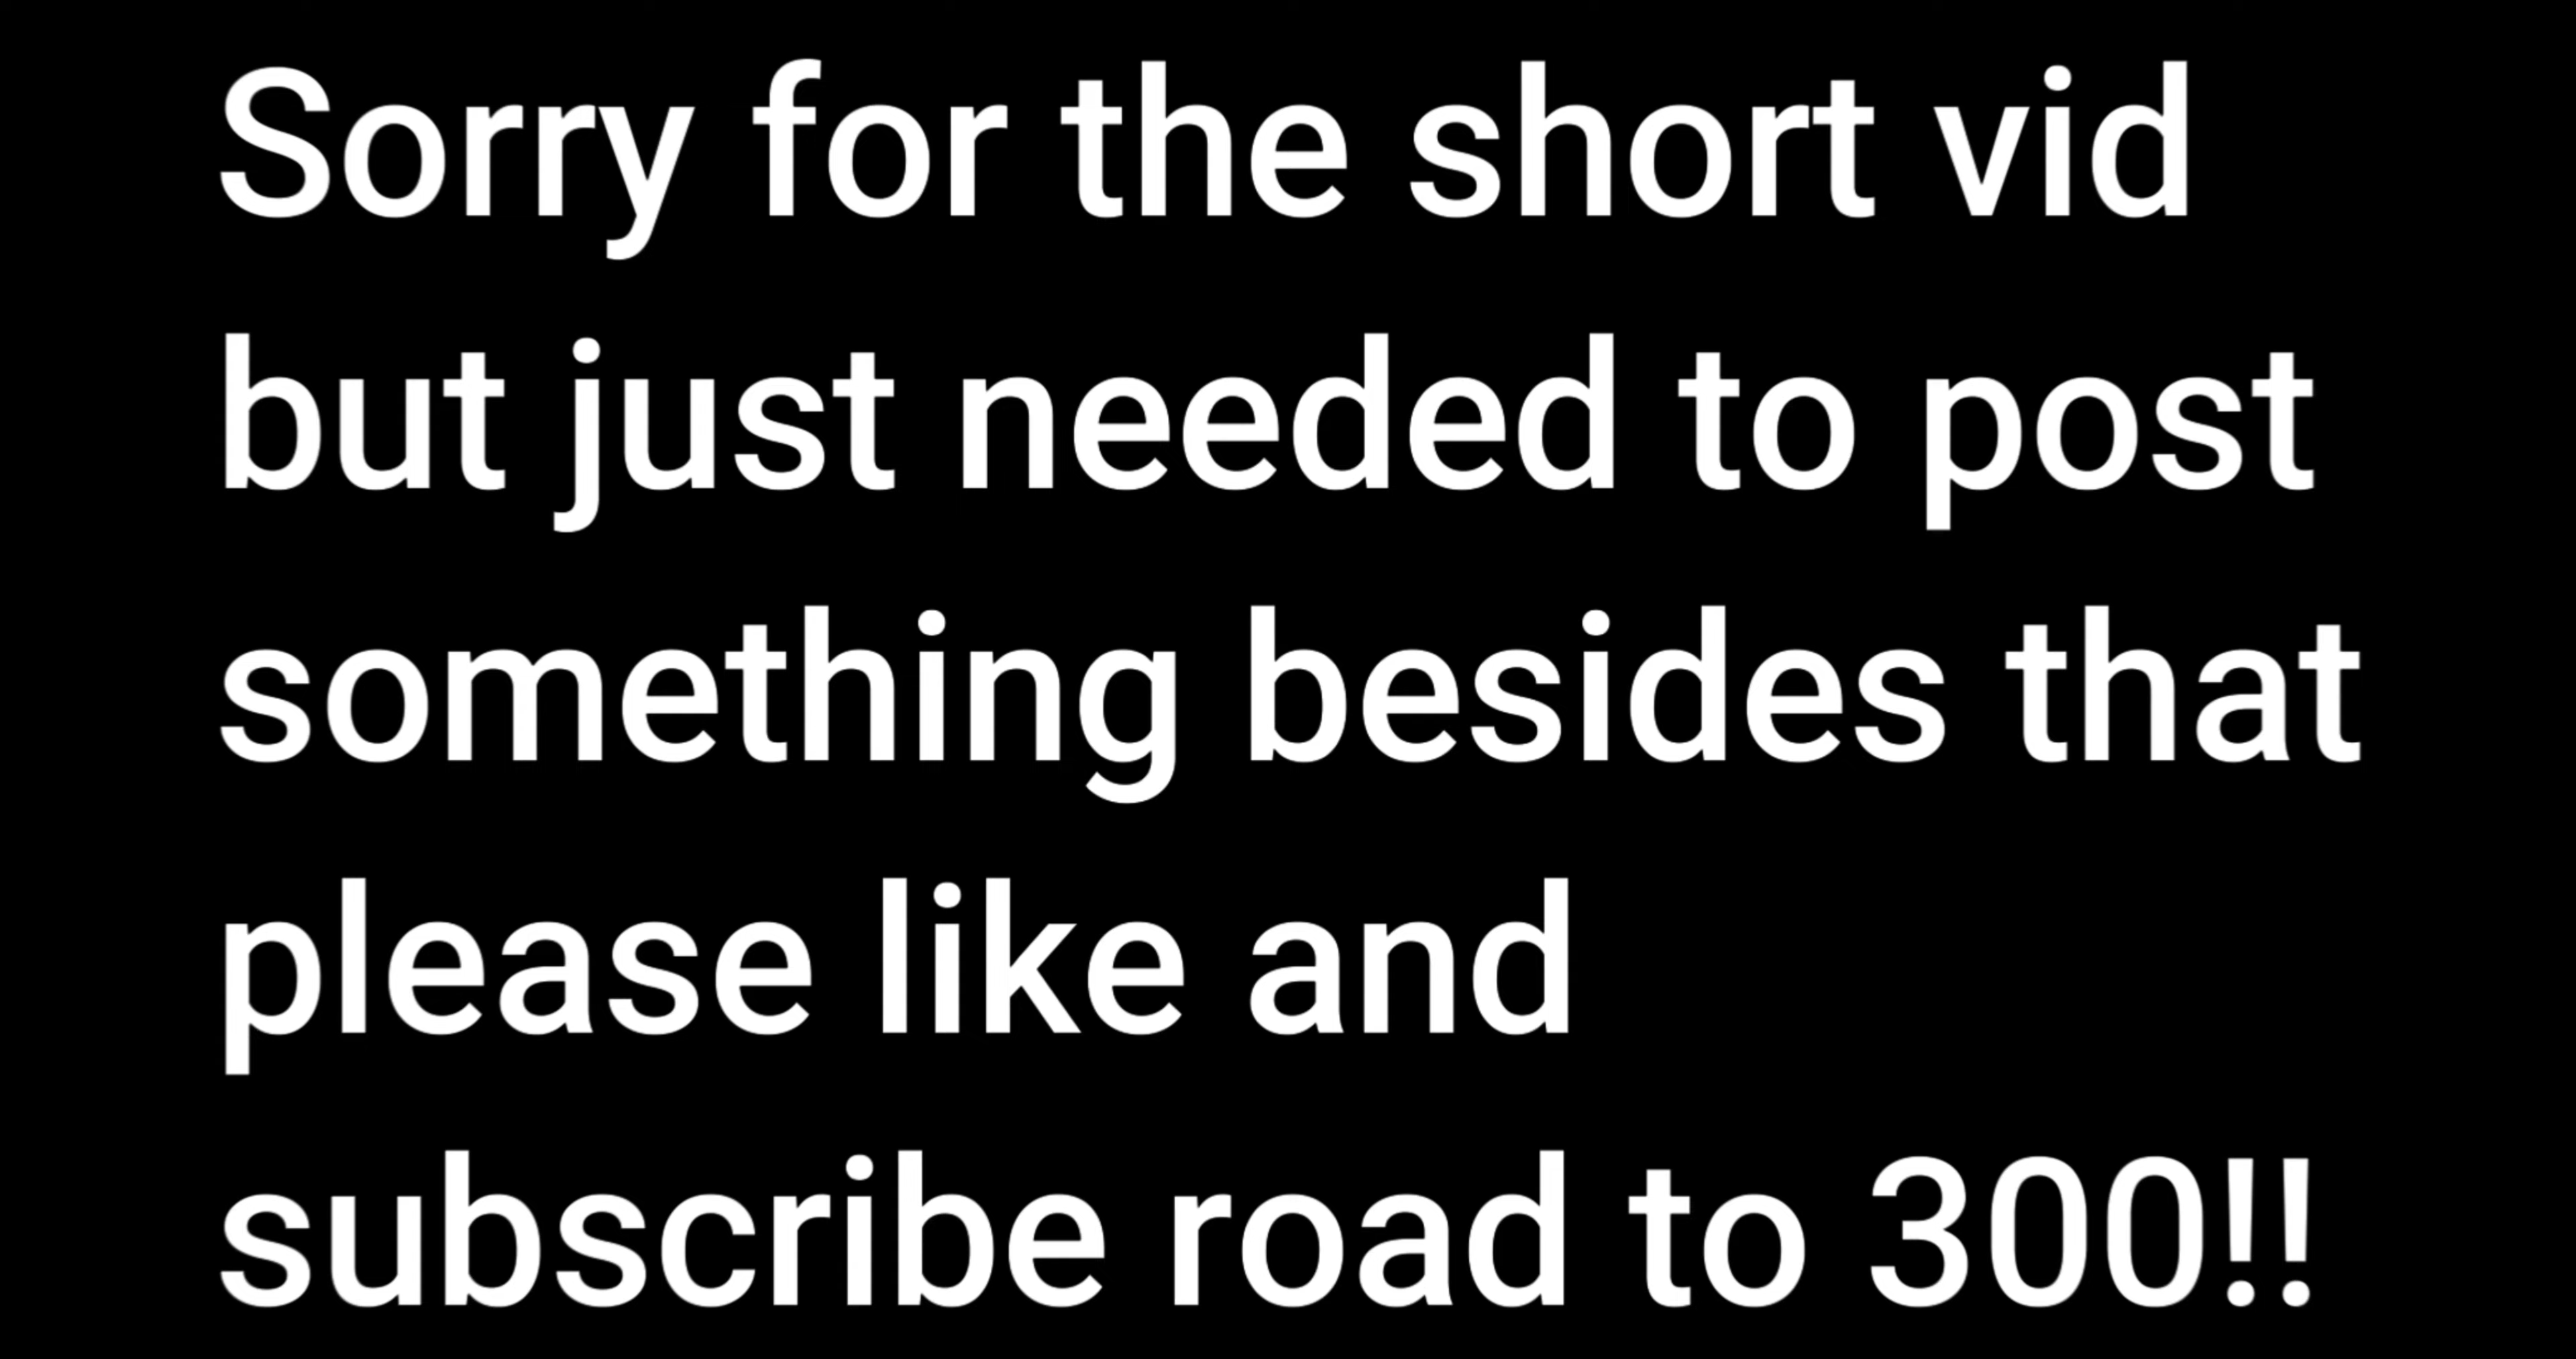 Sorry for the short vid
but just needed to post
something besides that
please like and
subscribe road to 300!!